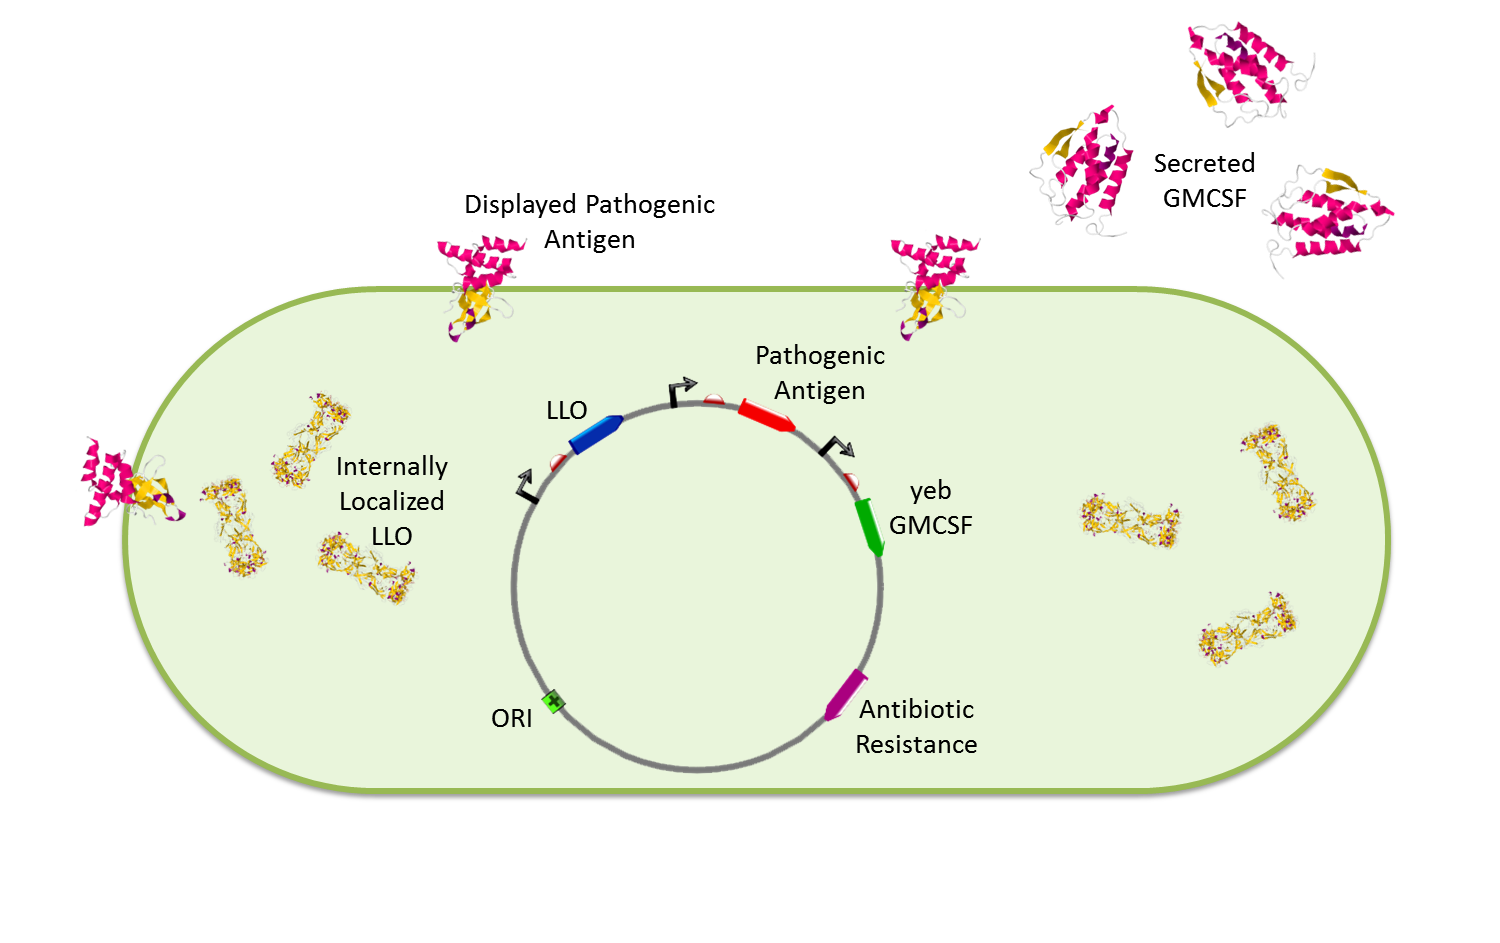 Secreted
GMCSF
Displayed Pathogenic
Antigen
Pathogenic
Antigen
LLO
Internally
Localized
LLO
yeb
GMCSF
ORI
Antibiotic
Resistance